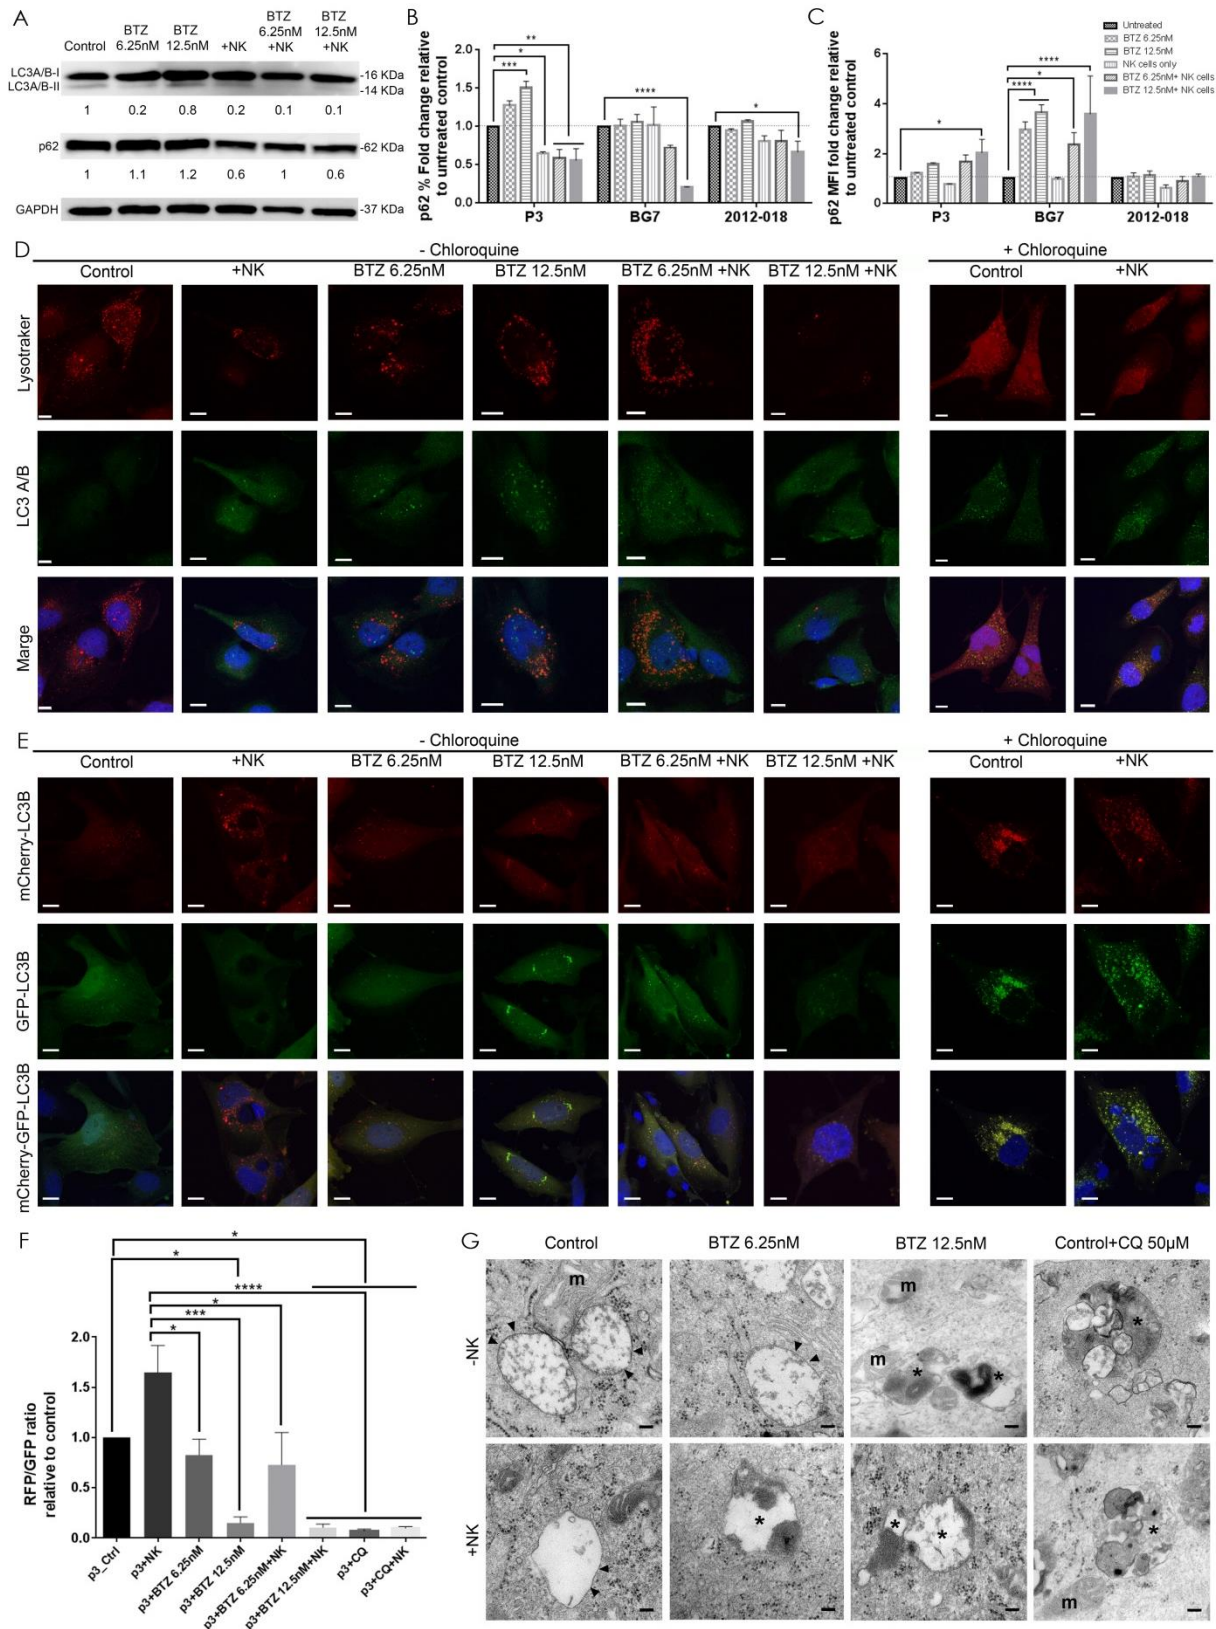 A
Control
BTZ 6.25nM
BTZ 12.5nM
+NK
BTZ 6.25nM +NK
BTZ 12.5nM +NK
LC3A/B-I
-16 KDa
LC3A/B-II
-14 KDa
1 0.2 0.8 0.2 0.1 0.1
p62
-62 KDa
1 1.1 1.2 0.6 1 0.6
GAPDH
-37 KDa
B
p62 % Fold change relative
to untreated control
2.0
1.5
1.0
0.5
0.0
**
*
***
****
*
P3 BG7 2012-018
C
p62 MFI fold change relative
to untreated control
6
4
2
0
*
****
*
****
P3 BG7 2012-018
Untreated
BTZ 6.25nM
BTZ 12.5nM
NK cells only
BTZ 6.25nM+ NK cells
BTZ 12.5nM+ NK cells
D
- Chloroquine
+ Chloroquine
Control +NK BTZ 6.25nM BTZ 12.5nM BTZ 6.25nM +NK BTZ 12.5nM +NK Control +NK
Lysotraker
LC3 A/B
Marge
E
- Chloroquine
+ Chloroquine
Control +NK BTZ 6.25nM BTZ 12.5nM BTZ 6.25nM +NK BTZ 12.5nM +NK Control +NK
mCherry-LC3B
GFP-LC3B
mCherry-GFP-LC3B
F
*
*
****
*
***
*
RFP/GFP ratio
relative to control
2.0
1.5
1.0
0.5
0.0
p3_Ctrl
p3+NK
p3+BTZ 6.25nM
p3+BTZ 12.5nM
p3+BTZ 6.25nM+NK
p3+BTZ 12.5nM+NK
p3+CQ
p3+CQ+NK
G
Control BTZ 6.25nM BTZ 12.5nM Control+CQ 50µM
-NK
m
m
m
*
*
*
+NK
*
*
*
*
m